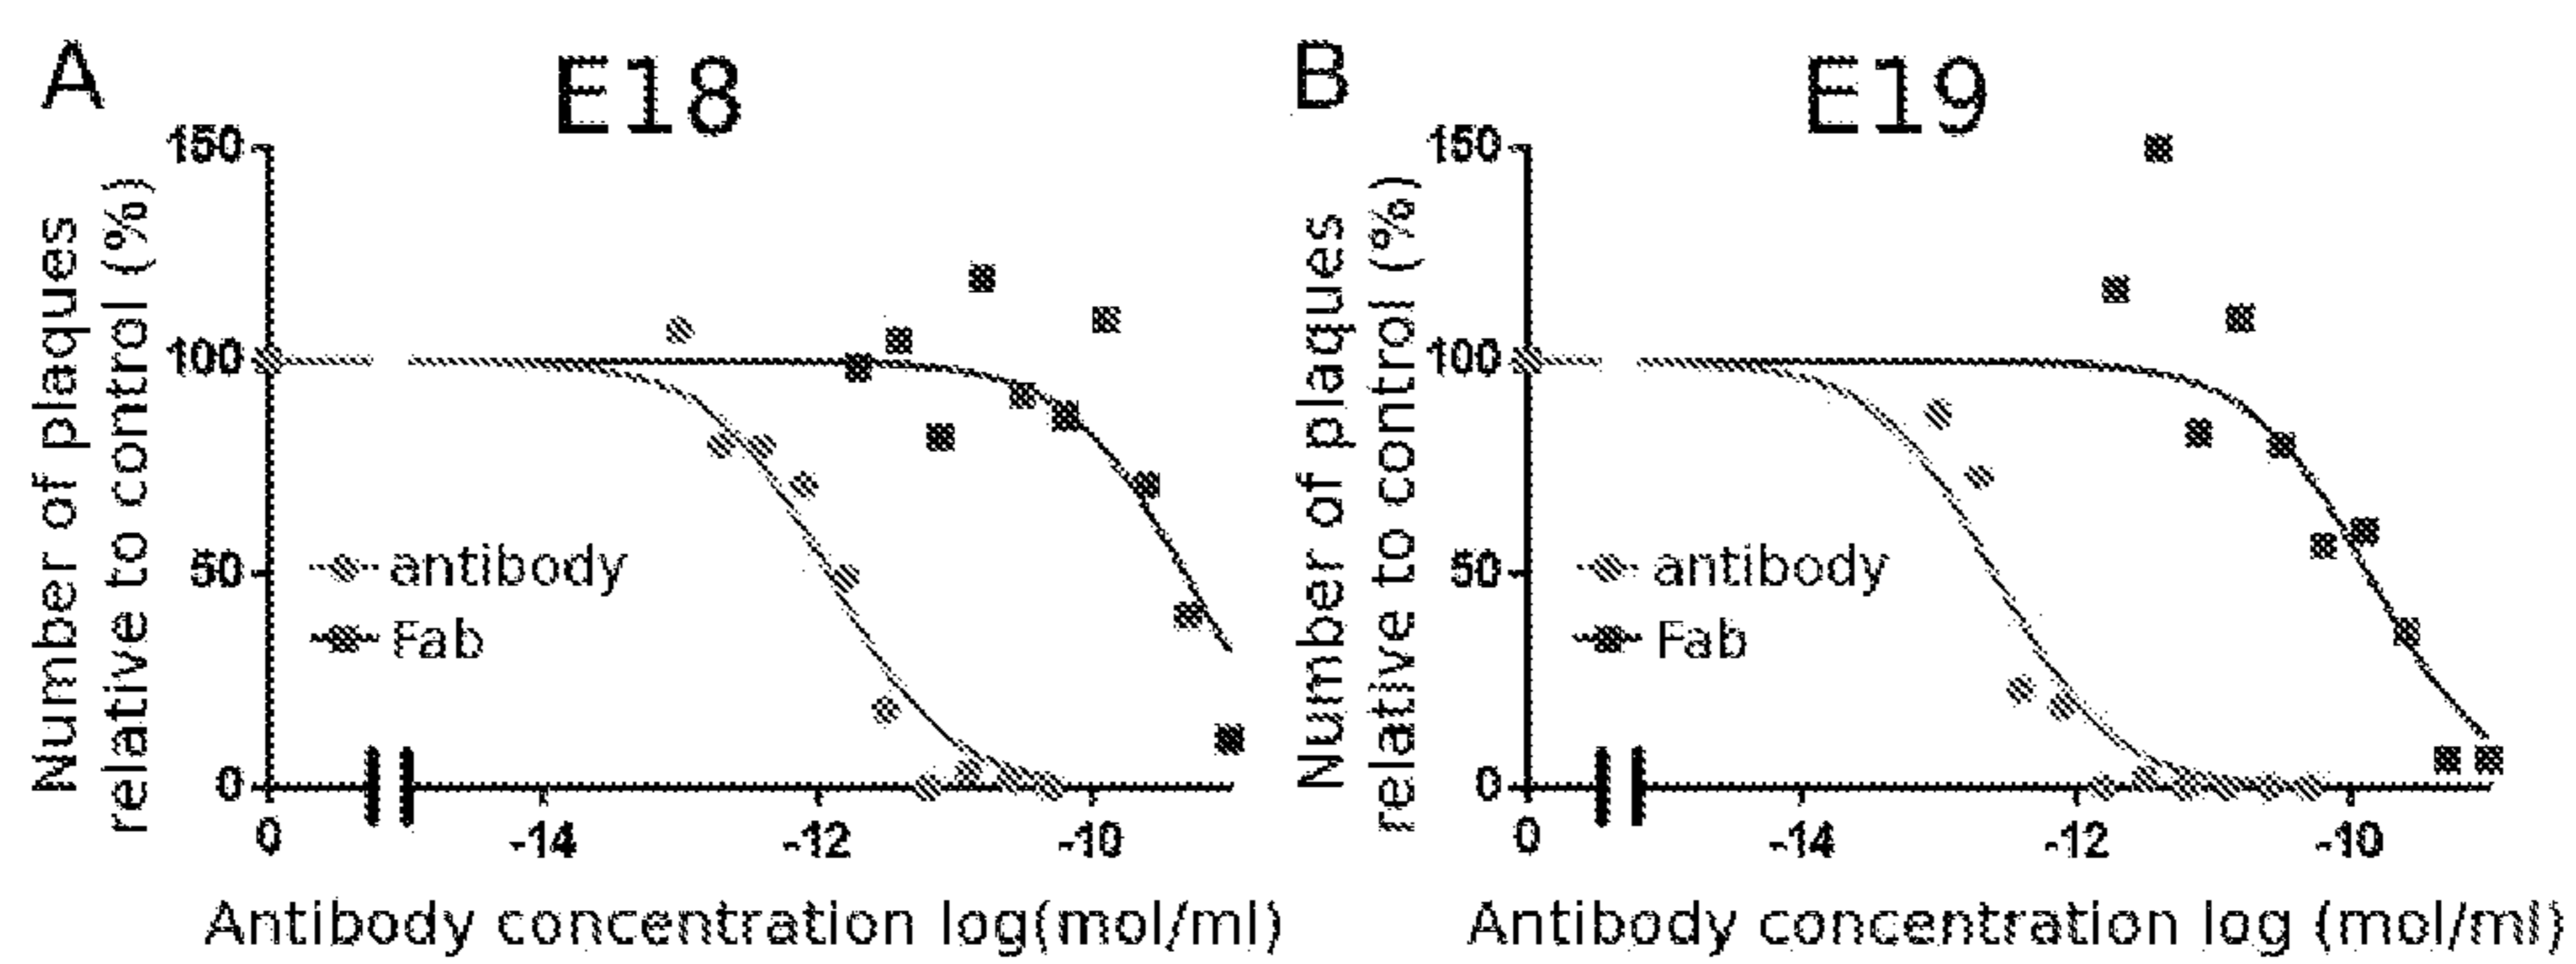 A
E18
150
100
50
0
Number of plaques
relative to control (%)
antibody
Fab
0
-14
-12
-10
Antibody concentration log(mol/ml)
B
E19
150
100
50
0
Number of plaques
relative to control (%)
antibody
Fab
0
-14
-12
-10
Antibody concentration log (mol/ml)